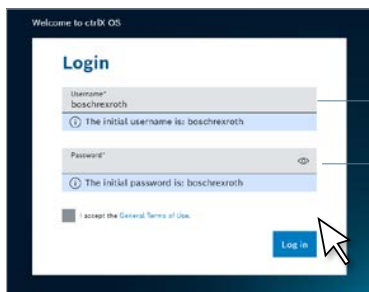 Welcome to ctrlX OS
Login
Username*
boschrexroth
The initial username is: boschrexroth
Password*
The initial password is: boschrexroth
I accept the General Terms of Use.
Log in